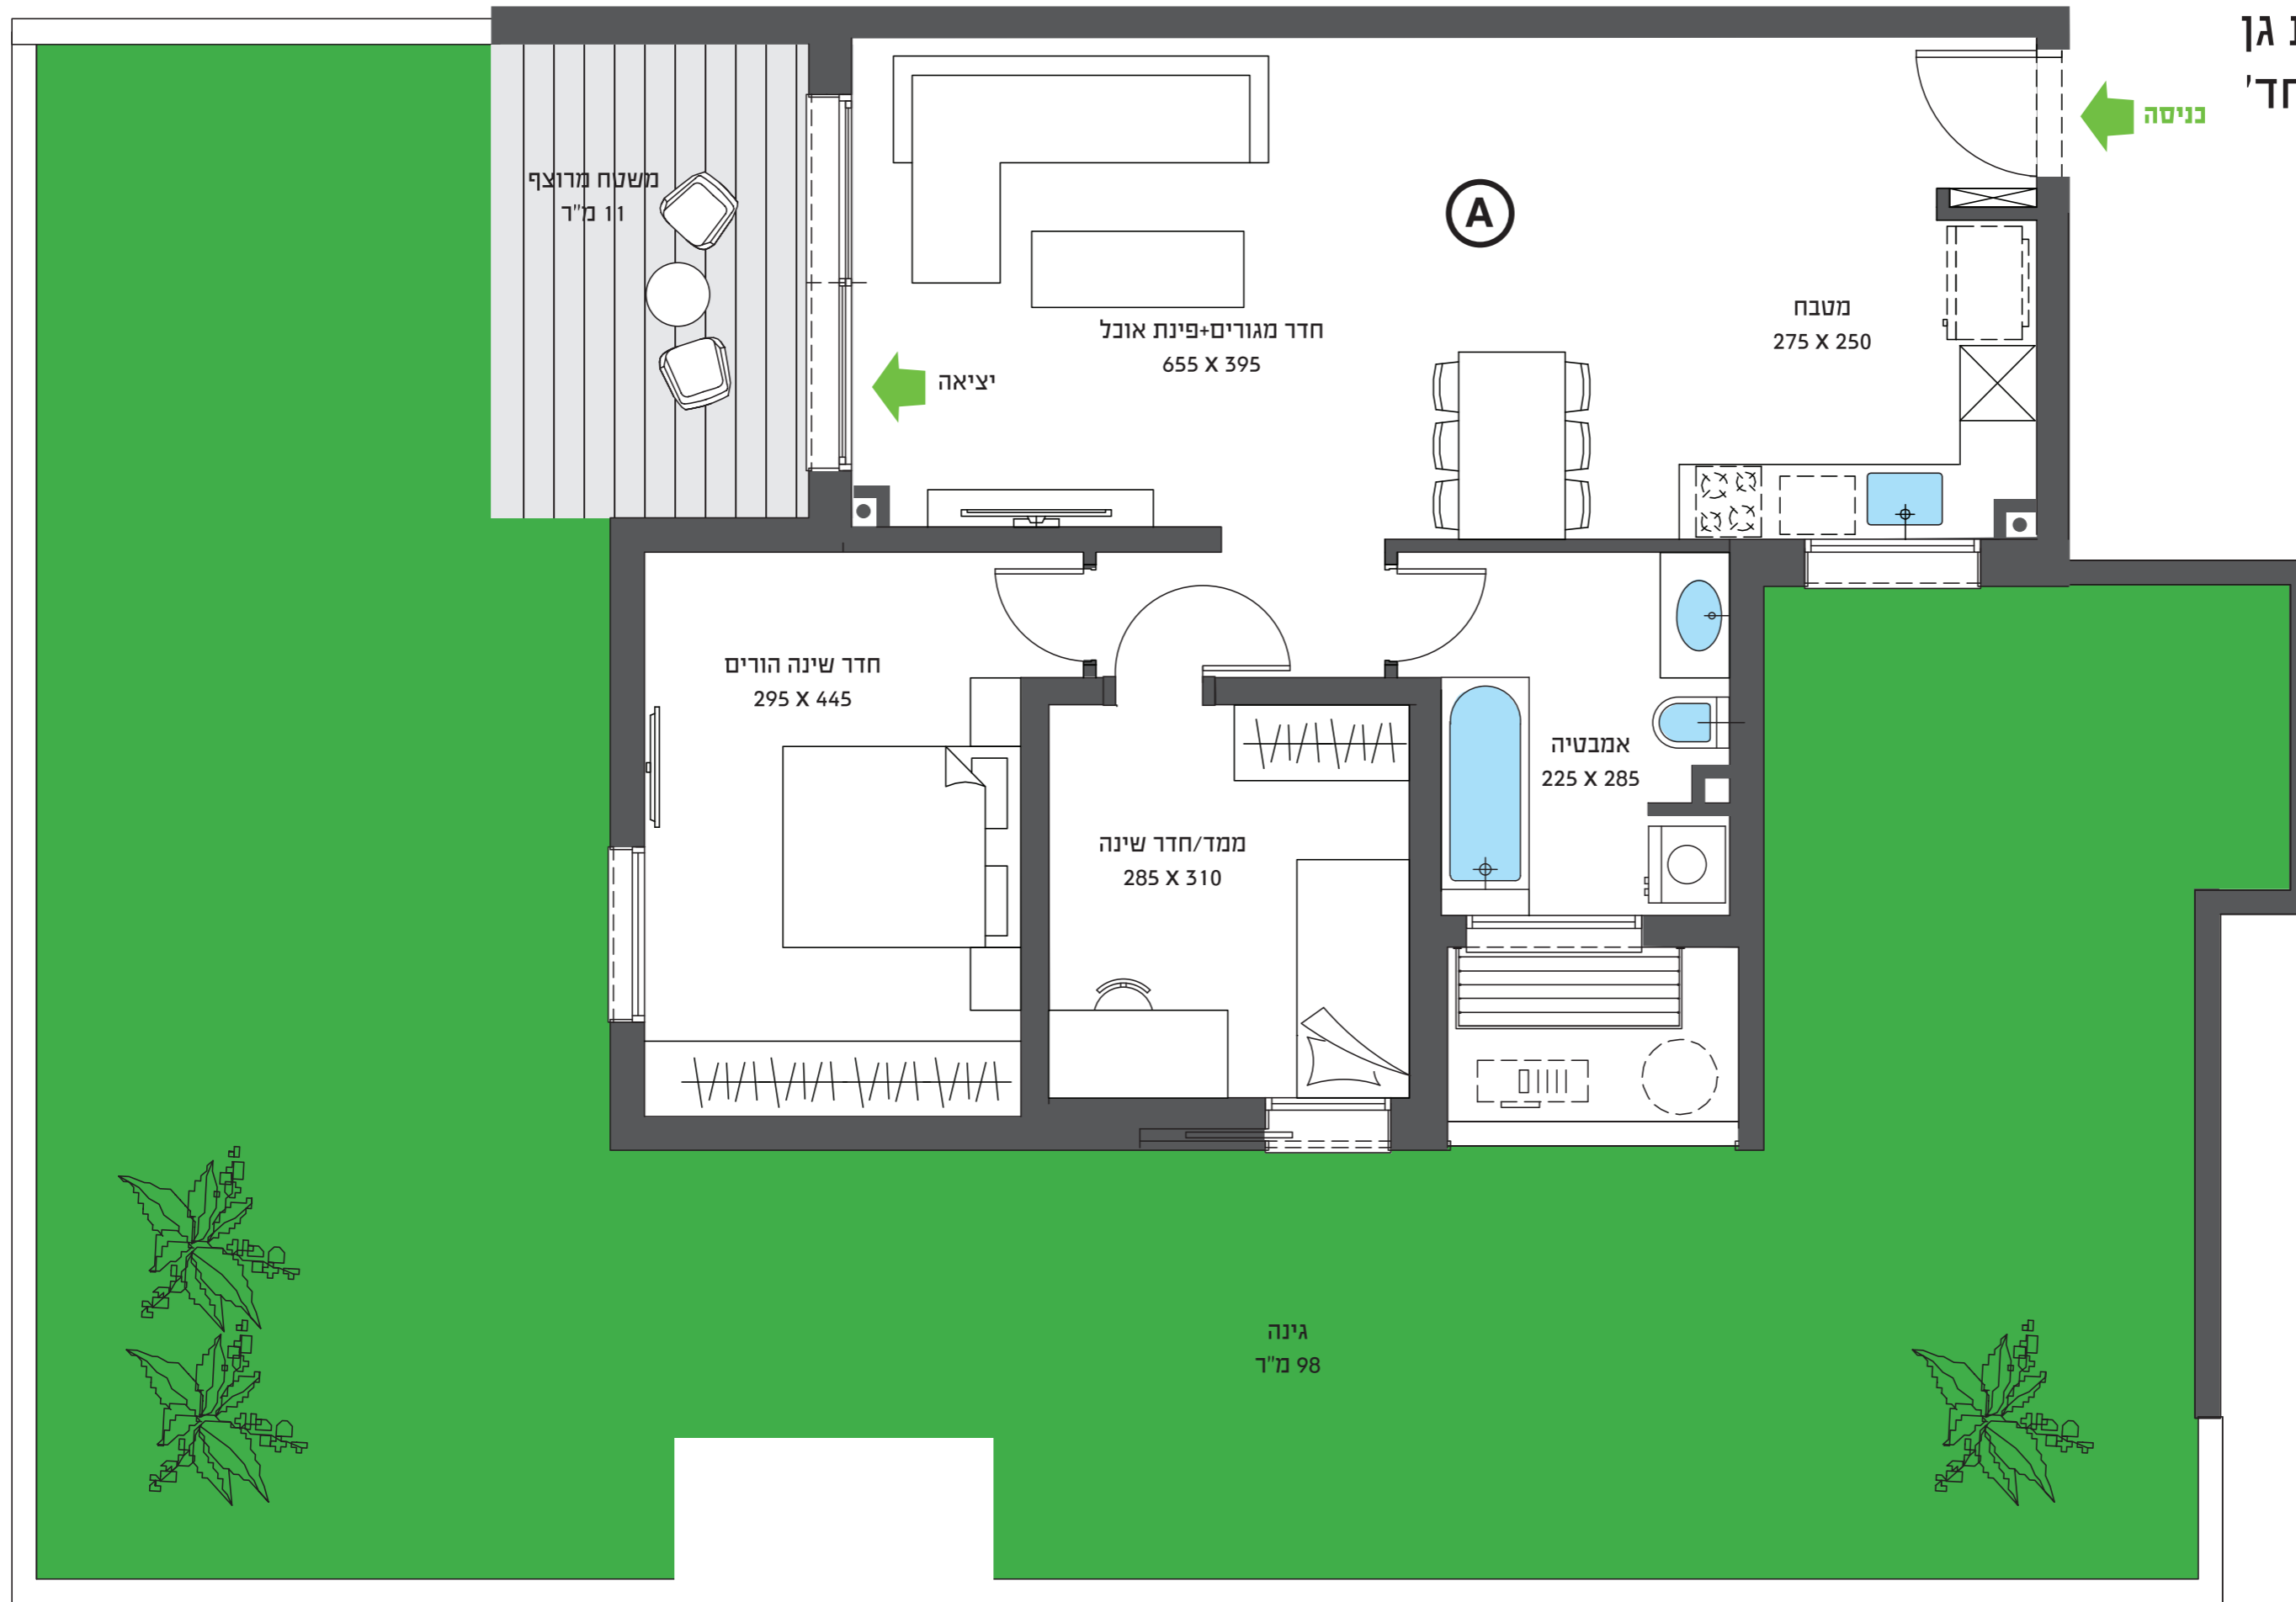 גן
חד'
כניסה
A
משטח מרוצף
11 מ"ר
מטבח
275 X 250
חדר מגורים+פינת אוכל
655 X 395
יציאה
חדר שינה הורים
295 X 445
אמבטיה
225 X 285
ממד/חדר שינה
285 X 310
גינה
98 מ"ר